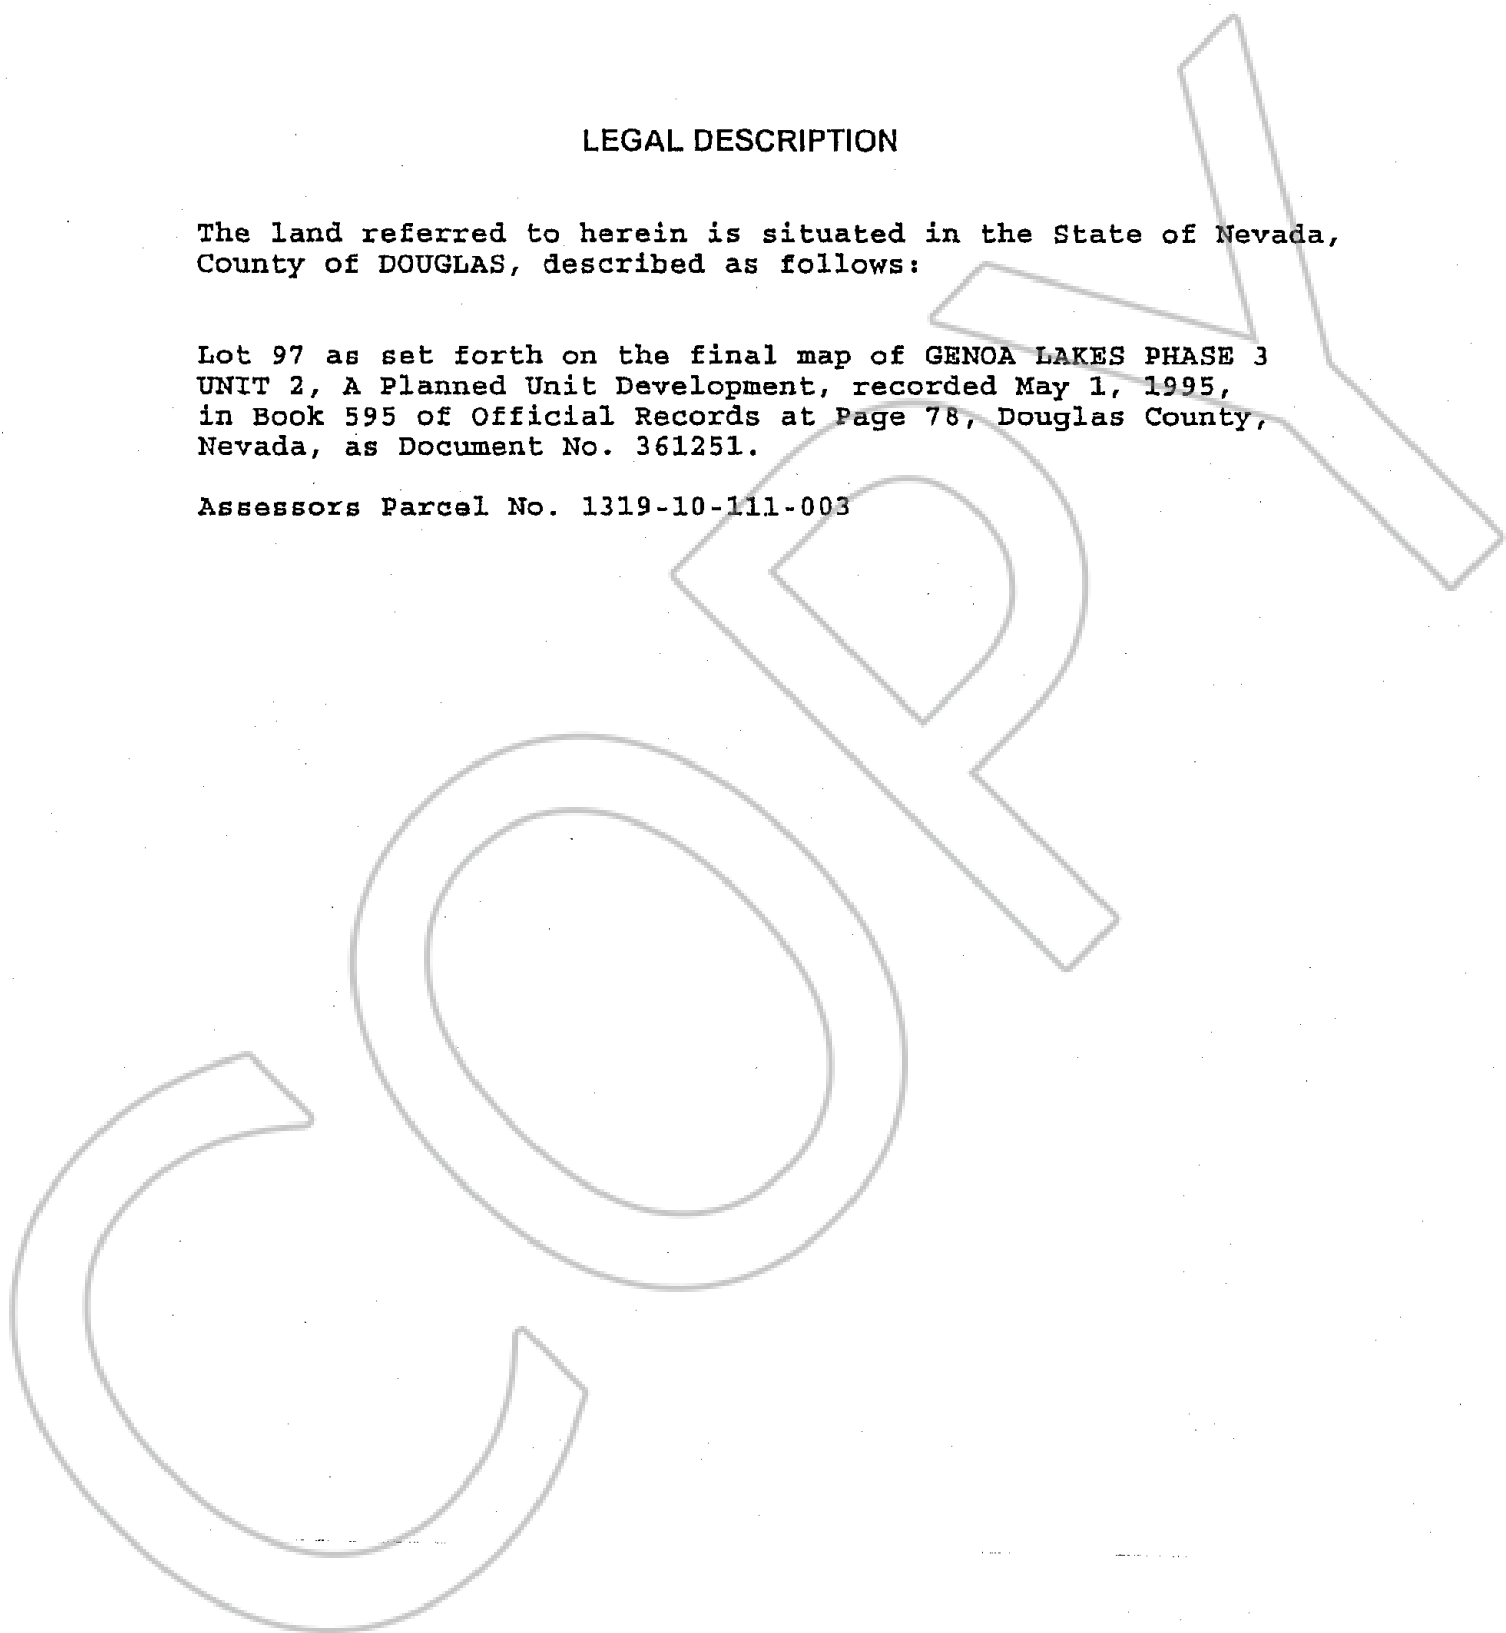 LEGAL DESCRIPTION
The land referred to herein is situated in the State of Nevada,
County of DOUGLAS, described as follows:
Lot 97 as set forth on the final map of GENOA LAKES PHASE 3
UNIT 2, A Planned Unit Development, recorded May 1, 1995,
in Book 595 of Official Records at Page 78, Douglas County,
Nevada, as Document No. 361251.
Assessors Parcel No. 1319-10-111-003
COPY